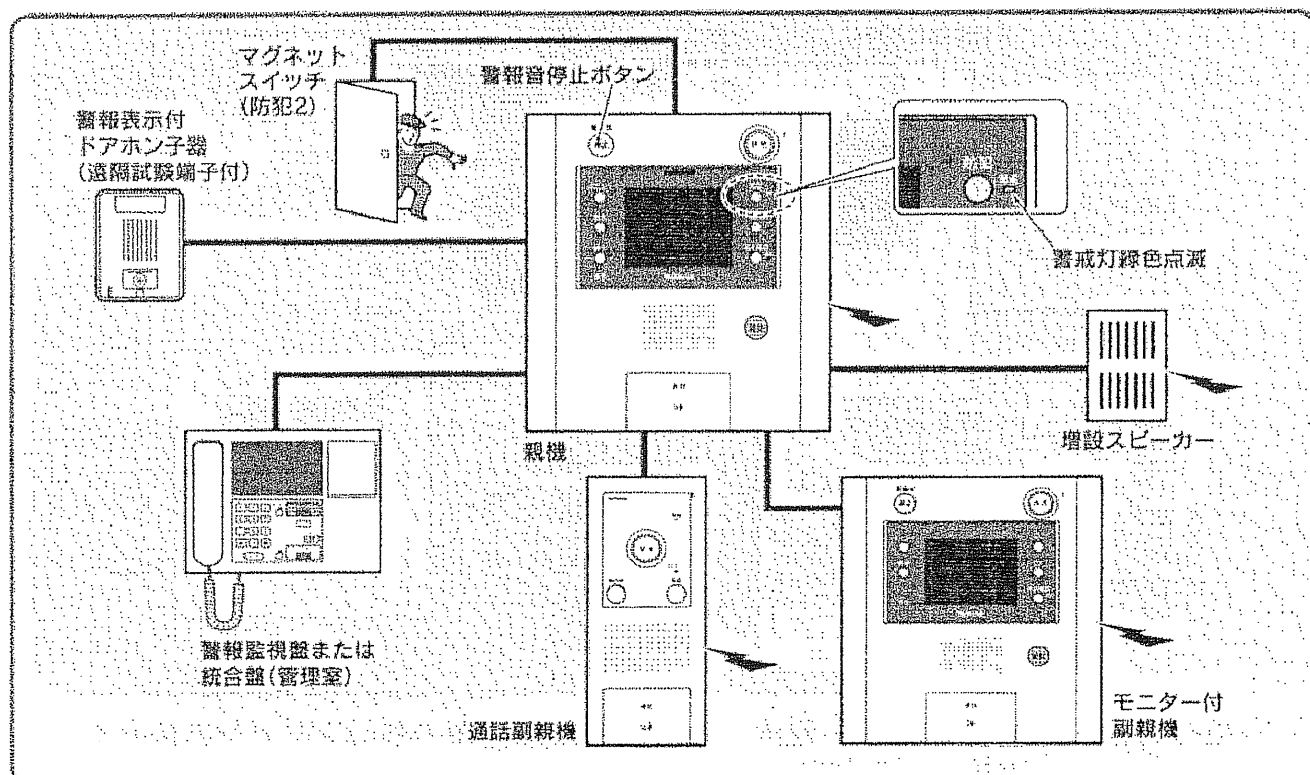 マグネット
スイッチ
(防犯2)
警報音停止ボタン
警報表示付
ドアホン子器
(遠隔試験端子付)
防犯
警戒灯緑色点滅
増設スピーカー
親機
警報監視盤または
統合盤(管理室)
通話副親機
モニター付
副親機